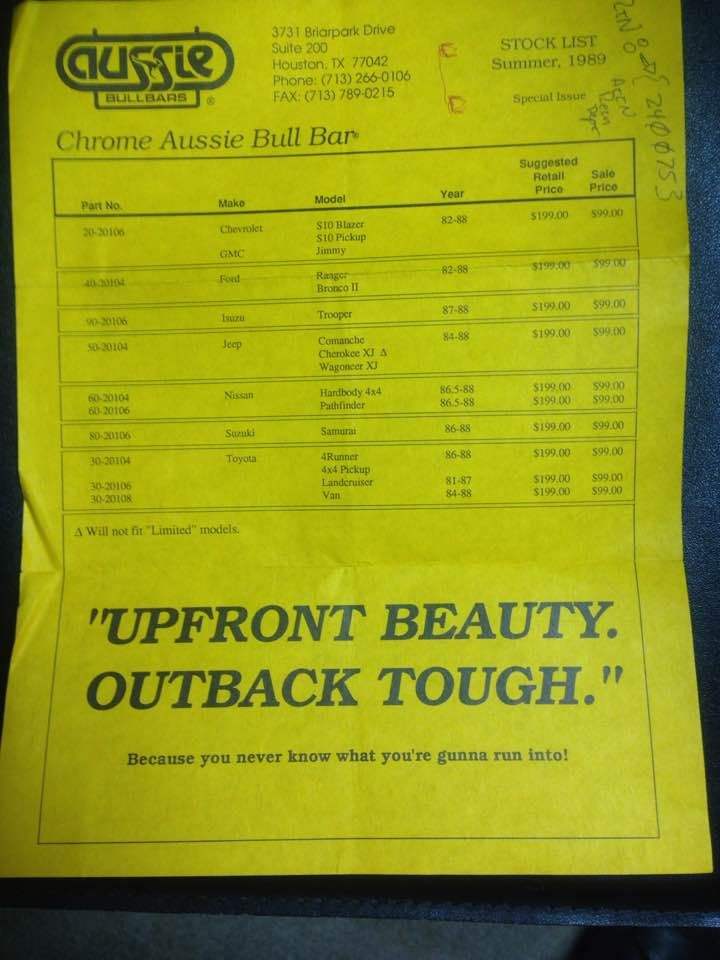 aussie
BULLBARS ®
3731 Briarpark Drive
Suite 200
Houston, TX 77042
Phone: (713) 266-0106
FAX: (713) 789-0215
STOCK LIST
Summer, 1989
Special Issue
2400753
Chrome Aussie Bull Bar®
Part No. Make Model Year Suggested Retail Price Sale Price
20-20106 Chevrolet S10 Blazer 82-88 $199.00 $99.00
S10 Pickup
GMC Jimmy
40-20104 Ford Ranger 82-88 $199.00 $99.00
Bronco II
90-20106 Isuzu Trooper 87-88 $199.00 $99.00
50-20104 Jeep Comanche 84-88 $199.00 $99.00
Cherokee XJ Δ
Wagoneer XJ
60-20104 Nissan Hardbody 4x4 86.5-88 $199.00 $99.00
60-20106 Pathfinder 86.5-88 $199.00 $99.00
80-20106 Suzuki Samurai 86-88 $199.00 $99.00
30-20104 Toyota 4Runner 86-88 $199.00 $99.00
4x4 Pickup
30-20106 Landcruiser 81-87 $199.00 $99.00
30-20108 Van 84-88 $199.00 $99.00
Δ Will not fit "Limited" models.
"UPFRONT BEAUTY.
OUTBACK TOUGH."
Because you never know what you're gunna run into!